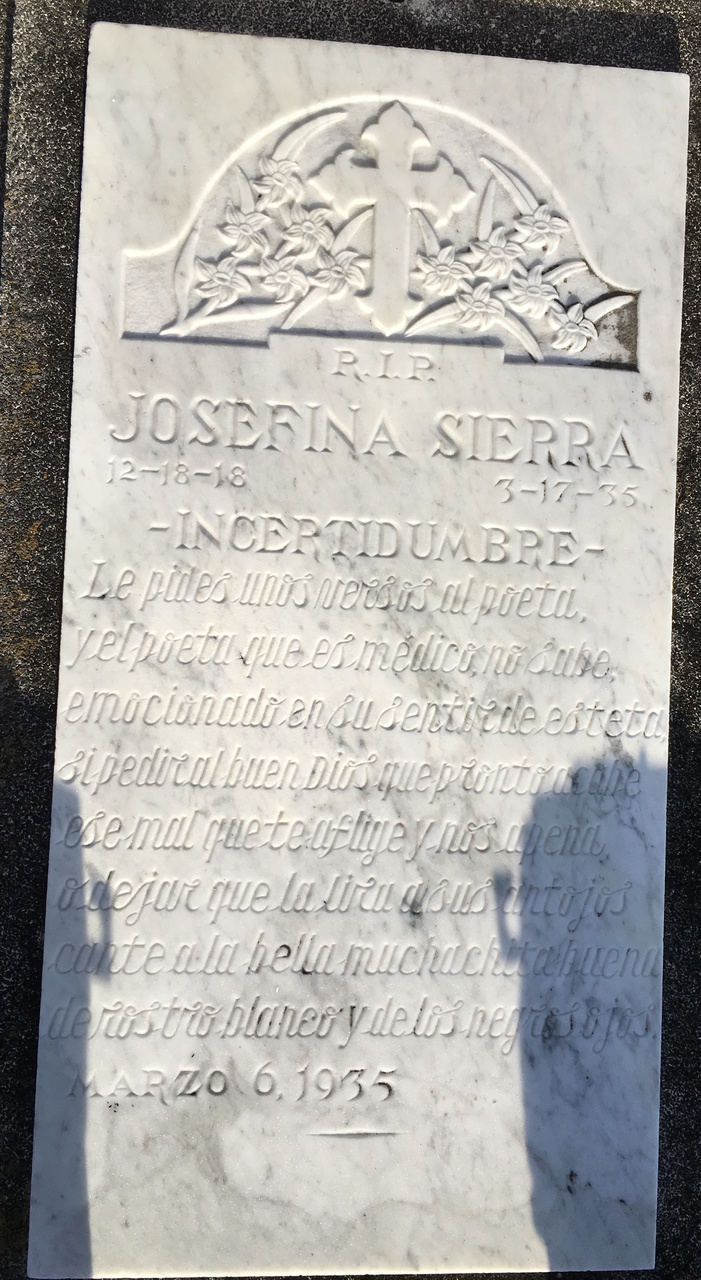 R.I.P.
JOSEFINA SIERRA
12-18-18 3-17-35
-INCERTIDUMBRE-
Le pides unos versos al poeta,
y el poeta que es médico, no sabe,
emocionado en su sentir de esteta,
si pedir al buen Dios que pronto acabe
ese mal que te aflige y nos apena,
o dejar que la lira a sus antojos
cante a la bella muchachita buena
de rostro blanco y de los negros ojos.
MARZO 6, 1935